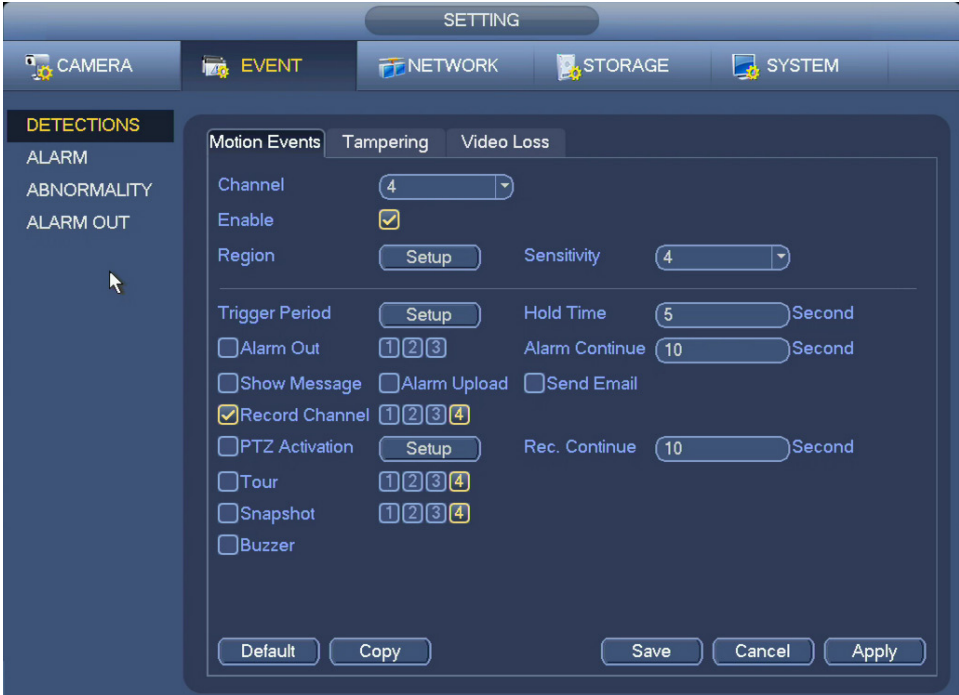 SETTING
CAMERA EVENT NETWORK STORAGE SYSTEM
DETECTIONS
ALARM
ABNORMALITY
ALARM OUT
Motion Events Tampering Video Loss
Channel 4
Enable
Region Setup Sensitivity 4
Trigger Period Setup Hold Time 5 Second
Alarm Out 1 2 3 Alarm Continue 10 Second
Show Message Alarm Upload Send Email
Record Channel 1 2 3 4
PTZ Activation Setup Rec. Continue 10 Second
Tour 1 2 3 4
Snapshot 1 2 3 4
Buzzer
Default Copy Save Cancel Apply